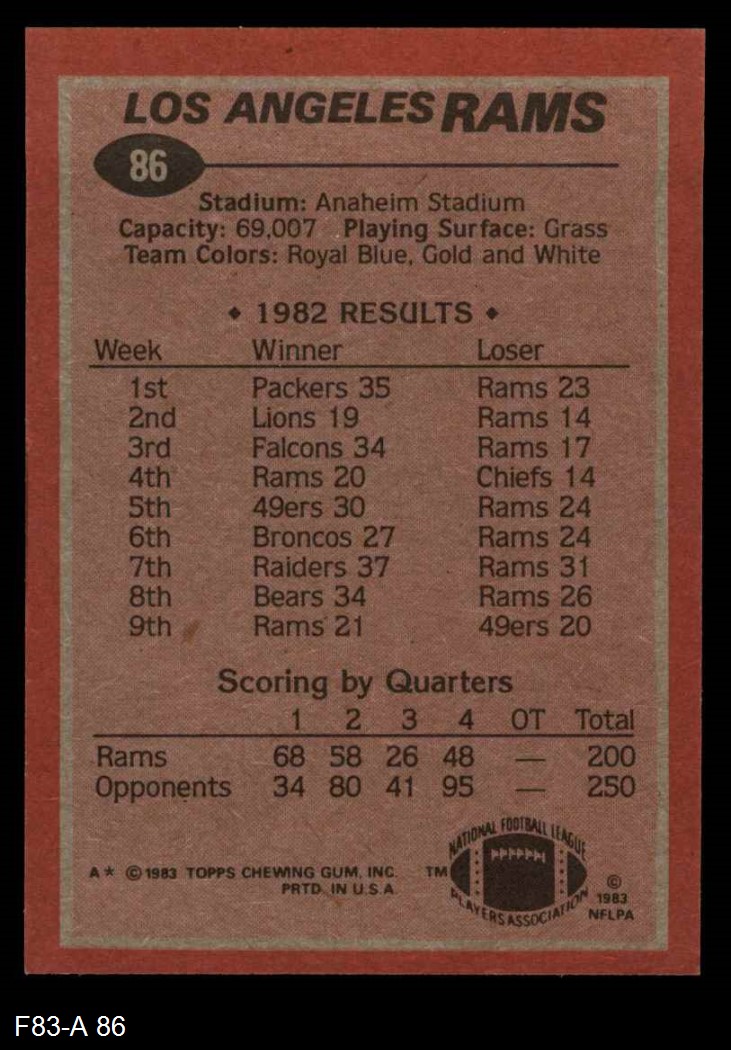 LOS ANGELES RAMS
86
Stadium: Anaheim Stadium
Capacity: 69,007 Playing Surface: Grass
Team Colors: Royal Blue, Gold and White
◆ 1982 RESULTS ◆
Week Winner Loser
1st Packers 35 Rams 23
2nd Lions 19 Rams 14
3rd Falcons 34 Rams 17
4th Rams 20 Chiefs 14
5th 49ers 30 Rams 24
6th Broncos 27 Rams 24
7th Raiders 37 Rams 31
8th Bears 34 Rams 26
9th Rams 21 49ers 20
Scoring by Quarters
1 2 3 4 OT Total
Rams 68 58 26 48 — 200
Opponents 34 80 41 95 — 250
A* © 1983 TOPPS CHEWING GUM, INC.
PRTD. IN U.S.A.
TM
NATIONAL FOOTBALL LEAGUE
PLAYERS ASSOCIATION
©
1983
NFLPA
F83-A 86